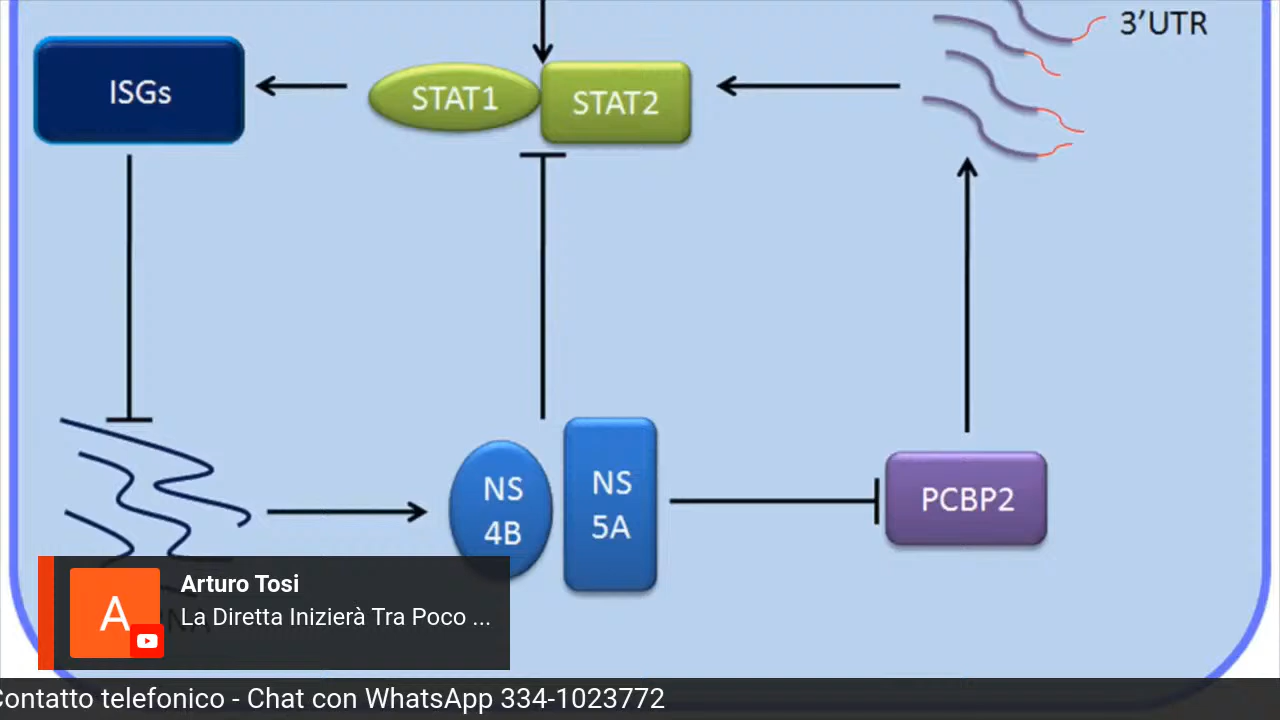 3’UTR
ISGs
STAT1
STAT2
NS
4B
NS
5A
PCBP2
A
Arturo Tosi
La Diretta Inizierà Tra Poco ...
Contatto telefonico - Chat con WhatsApp 334-1023772